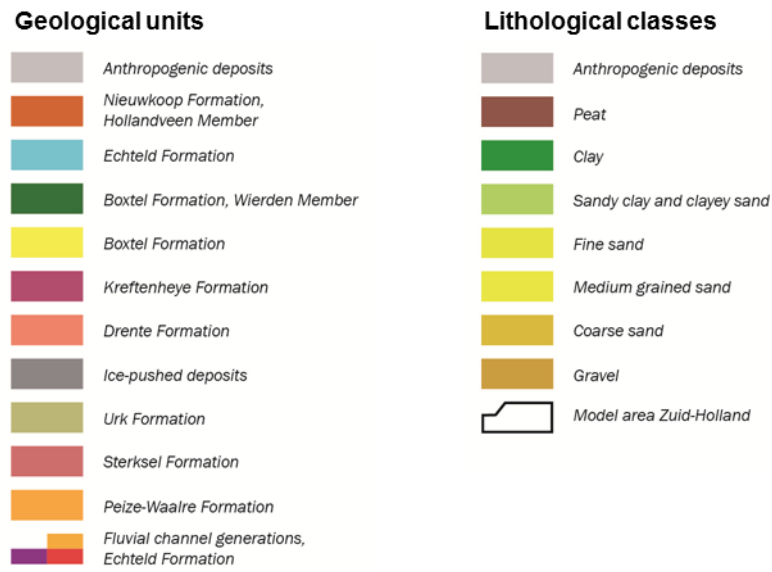 Geological units
Anthropogenic deposits
Nieuwkoop Formation,
Hollandveen Member
Echteld Formation
Boxtel Formation, Wierden Member
Boxtel Formation
Kreftenheye Formation
Drente Formation
Ice-pushed deposits
Urk Formation
Sterksel Formation
Peize-Waalre Formation
Fluvial channel generations,
Echteld Formation
Lithological classes
Anthropogenic deposits
Peat
Clay
Sandy clay and clayey sand
Fine sand
Medium grained sand
Coarse sand
Gravel
Model area Zuid-Holland